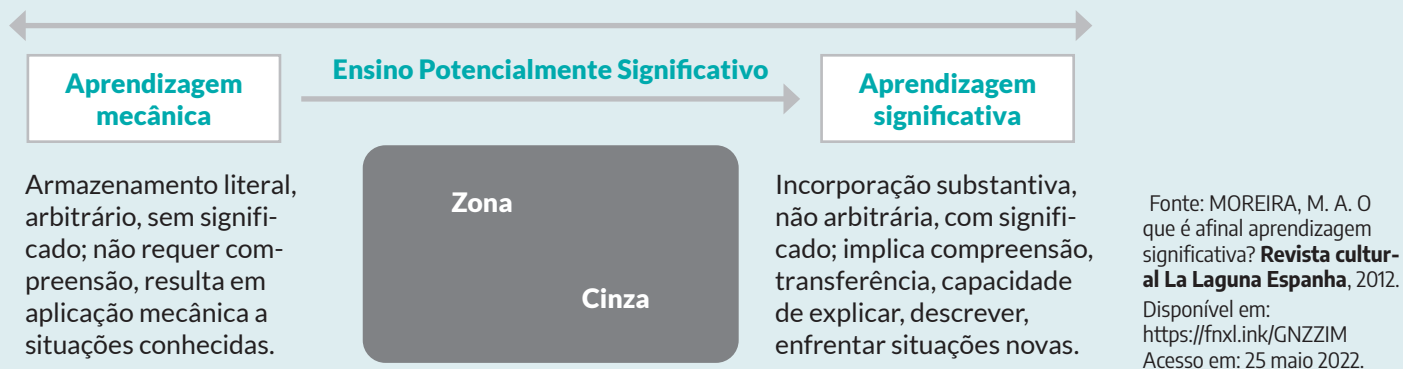 Ensino Potencialmente Significativo
Aprendizagem
mecânica
Aprendizagem
significativa
Armazenamento literal,
arbitrário, sem signifi-
cado; não requer com-
preensão, resulta em
aplicação mecânica a
situações conhecidas.
Zona
Cinza
Incorporação substantiva,
não arbitrária, com signifi-
cado; implica compreensão,
transferência, capacidade
de explicar, descrever,
enfrentar situações novas.
Fonte: MOREIRA, M. A. O
que é afinal aprendizagem
significativa? Revista cultur-
al La Laguna Espanha, 2012.
Disponível em:
https://fnxl.ink/GNZZIM
Acesso em: 25 maio 2022.